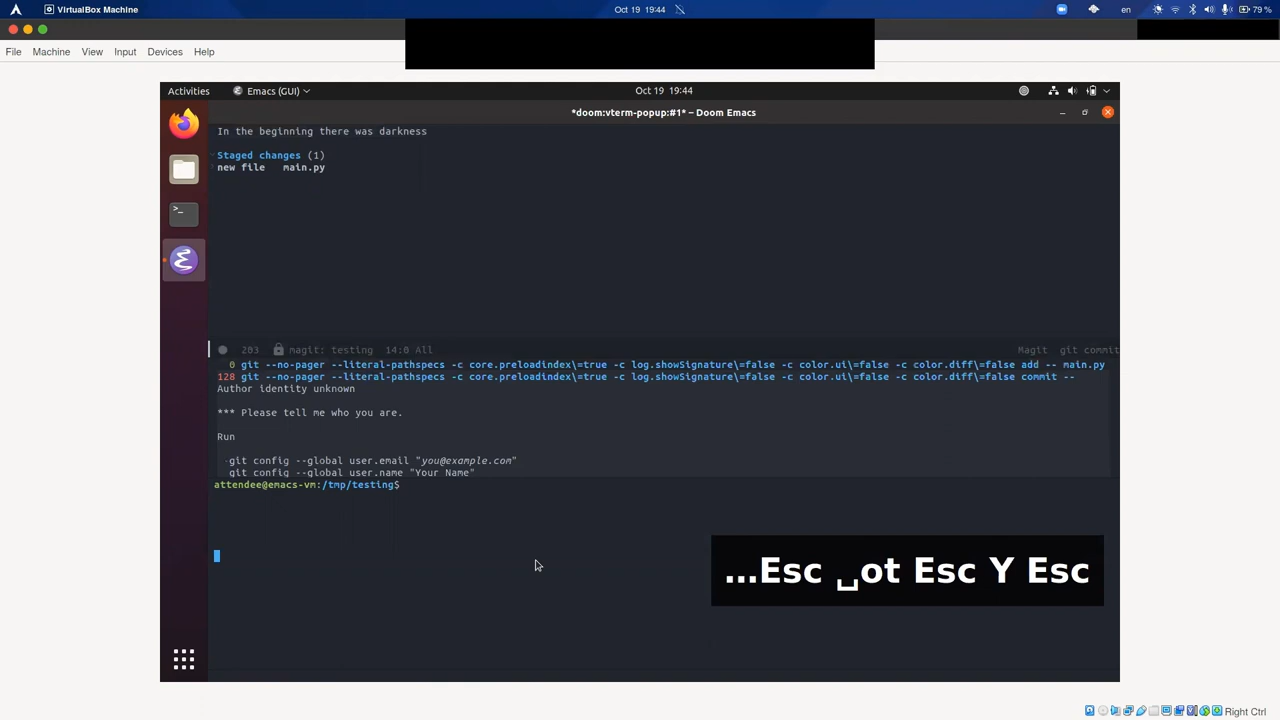 VirtualBox Machine
Oct 19 19:44
en
79 %
File Machine View Input Devices Help
Activities
Emacs (GUI)
Oct 19 19:44
*doom:vterm-popup:#1* – Doom Emacs
In the beginning there was darkness
Staged changes (1)
new file main.py
203 magit: testing 14:0 All
Magit git commit
0 git --no-pager --literal-pathspecs -c core.preloadindex\=true -c log.showSignature\=false -c color.ui\=false -c color.diff\=false add -- main.py
128 git --no-pager --literal-pathspecs -c core.preloadindex\=true -c log.showSignature\=false -c color.ui\=false -c color.diff\=false commit --
Author identity unknown
*** Please tell me who you are.
Run
git config --global user.email "you@example.com"
git config --global user.name "Your Name"
attendee@emacs-vm:/tmp/testing$
...Esc ␣ot Esc Y Esc
Right Ctrl